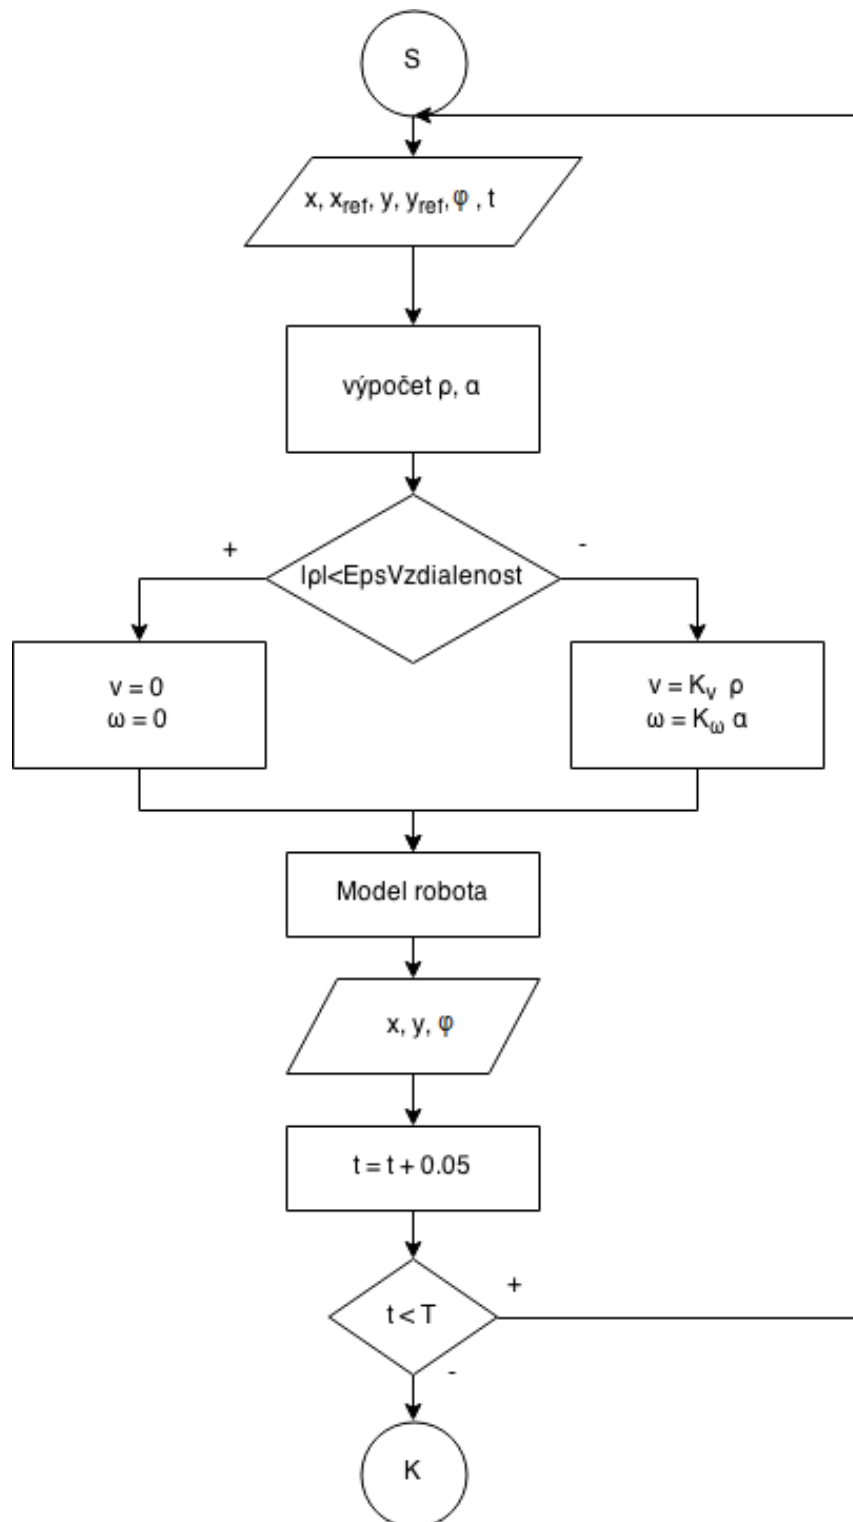 S
x, x_ref, y, y_ref, φ , t
výpočet ρ, α
|ρ|<EpsVzdialenost
+
-
v = 0
ω = 0
v = K_v ρ
ω = K_ω α
Model robota
x, y, φ
t = t + 0.05
t < T
+
-
K